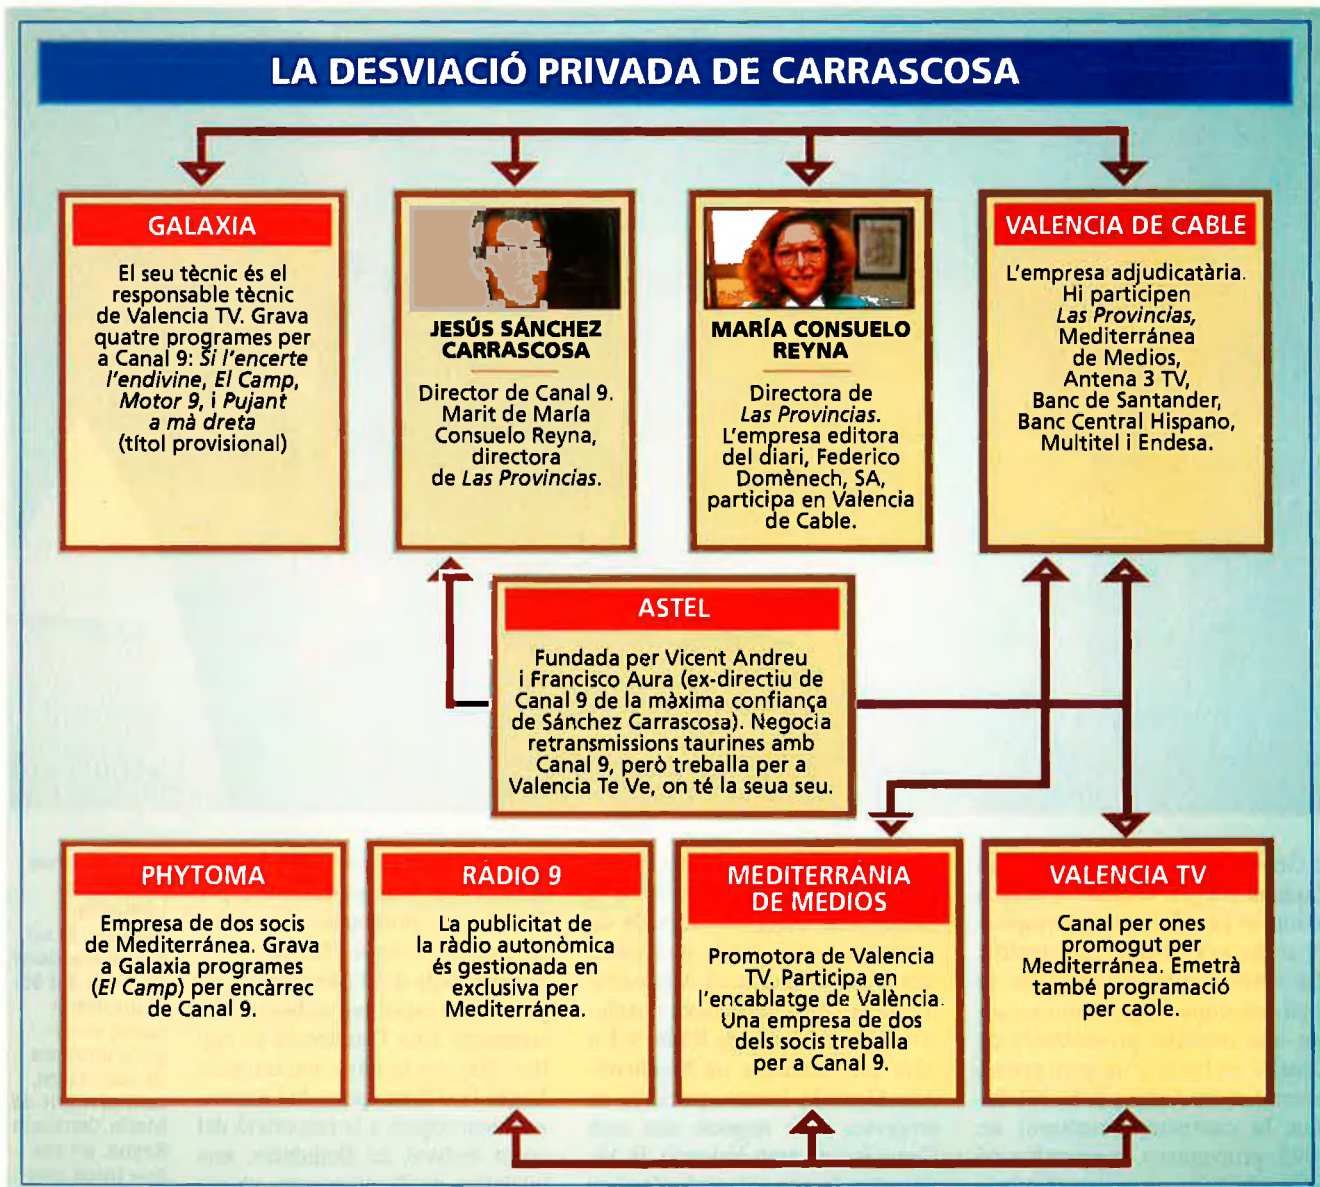 LA DESVIACIÓ PRIVADA DE CARRASCOSA
GALAXIA
El seu tècnic és el
responsable tècnic
de Valencia TV. Grava
quatre programes per
a Canal 9: Si l'encerte
l'endivine, El Camp,
Motor 9, i Pujant
a mà dreta
(títol provisional)
JESÚS SÁNCHEZ
CARRASCOSA
Director de Canal 9.
Marit de María
Consuelo Reyna,
directora
de Las Provincias.
MARÍA CONSUELO
REYNA
Directora de
Las Provincias.
L'empresa editora
del diari, Federico
Domènech, SA,
participa en Valencia
de Cable.
VALENCIA DE CABLE
L'empresa adjudicatària.
Hi participen
Las Provincias,
Mediterránea
de Medios,
Antena 3 TV,
Banc de Santander,
Banc Central Hispano,
Multitel i Endesa.
ASTEL
Fundada per Vicent Andreu
i Francisco Aura (ex-directiu de
Canal 9 de la màxima confiança
de Sánchez Carrascosa). Negocia
retransmissions taurines amb
Canal 9, però treballa per a
Valencia Te Ve, on té la seua seu.
PHYTOMA
Empresa de dos socis
de Mediterránea. Grava
a Galaxia programes
(El Camp) per encàrrec
de Canal 9.
RÀDIO 9
La publicitat de
la ràdio autonòmica
és gestionada en
exclusiva per
Mediterránea.
MEDITERRÀNIA
DE MEDIOS
Promotora de Valencia
TV. Participa en
l'encablatge de València.
Una empresa de dos
dels socis treballa
per a Canal 9.
VALENCIA TV
Canal per ones
promogut per
Mediterránea. Emetrà
també programació
per caole.